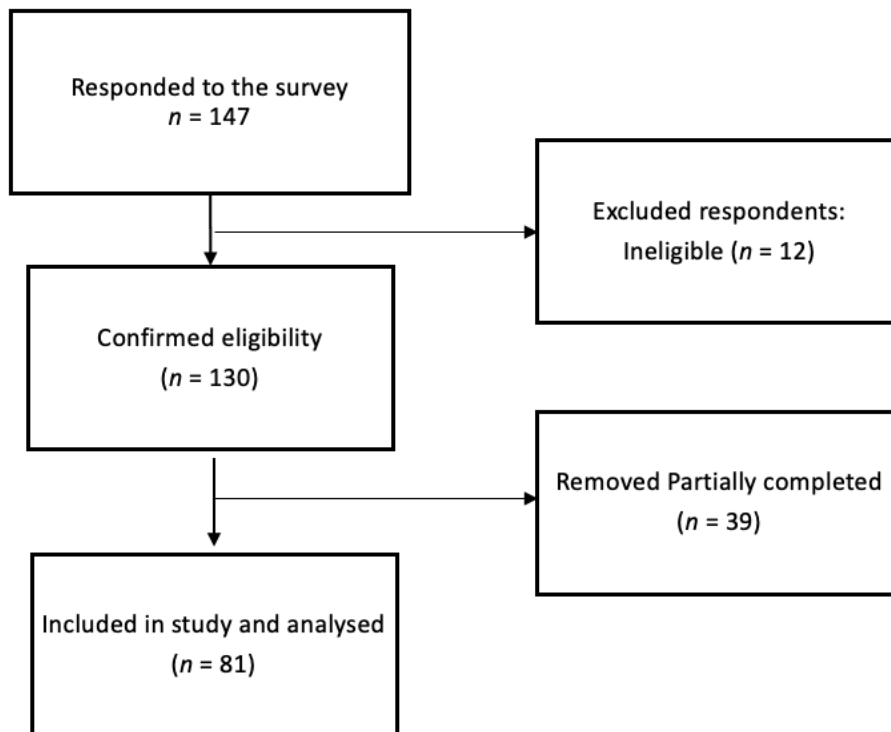 Responded to the survey
n = 147
Excluded respondents:
Ineligible (n = 12)
Confirmed eligibility
(n = 130)
Removed Partially completed
(n = 39)
Included in study and analysed
(n = 81)